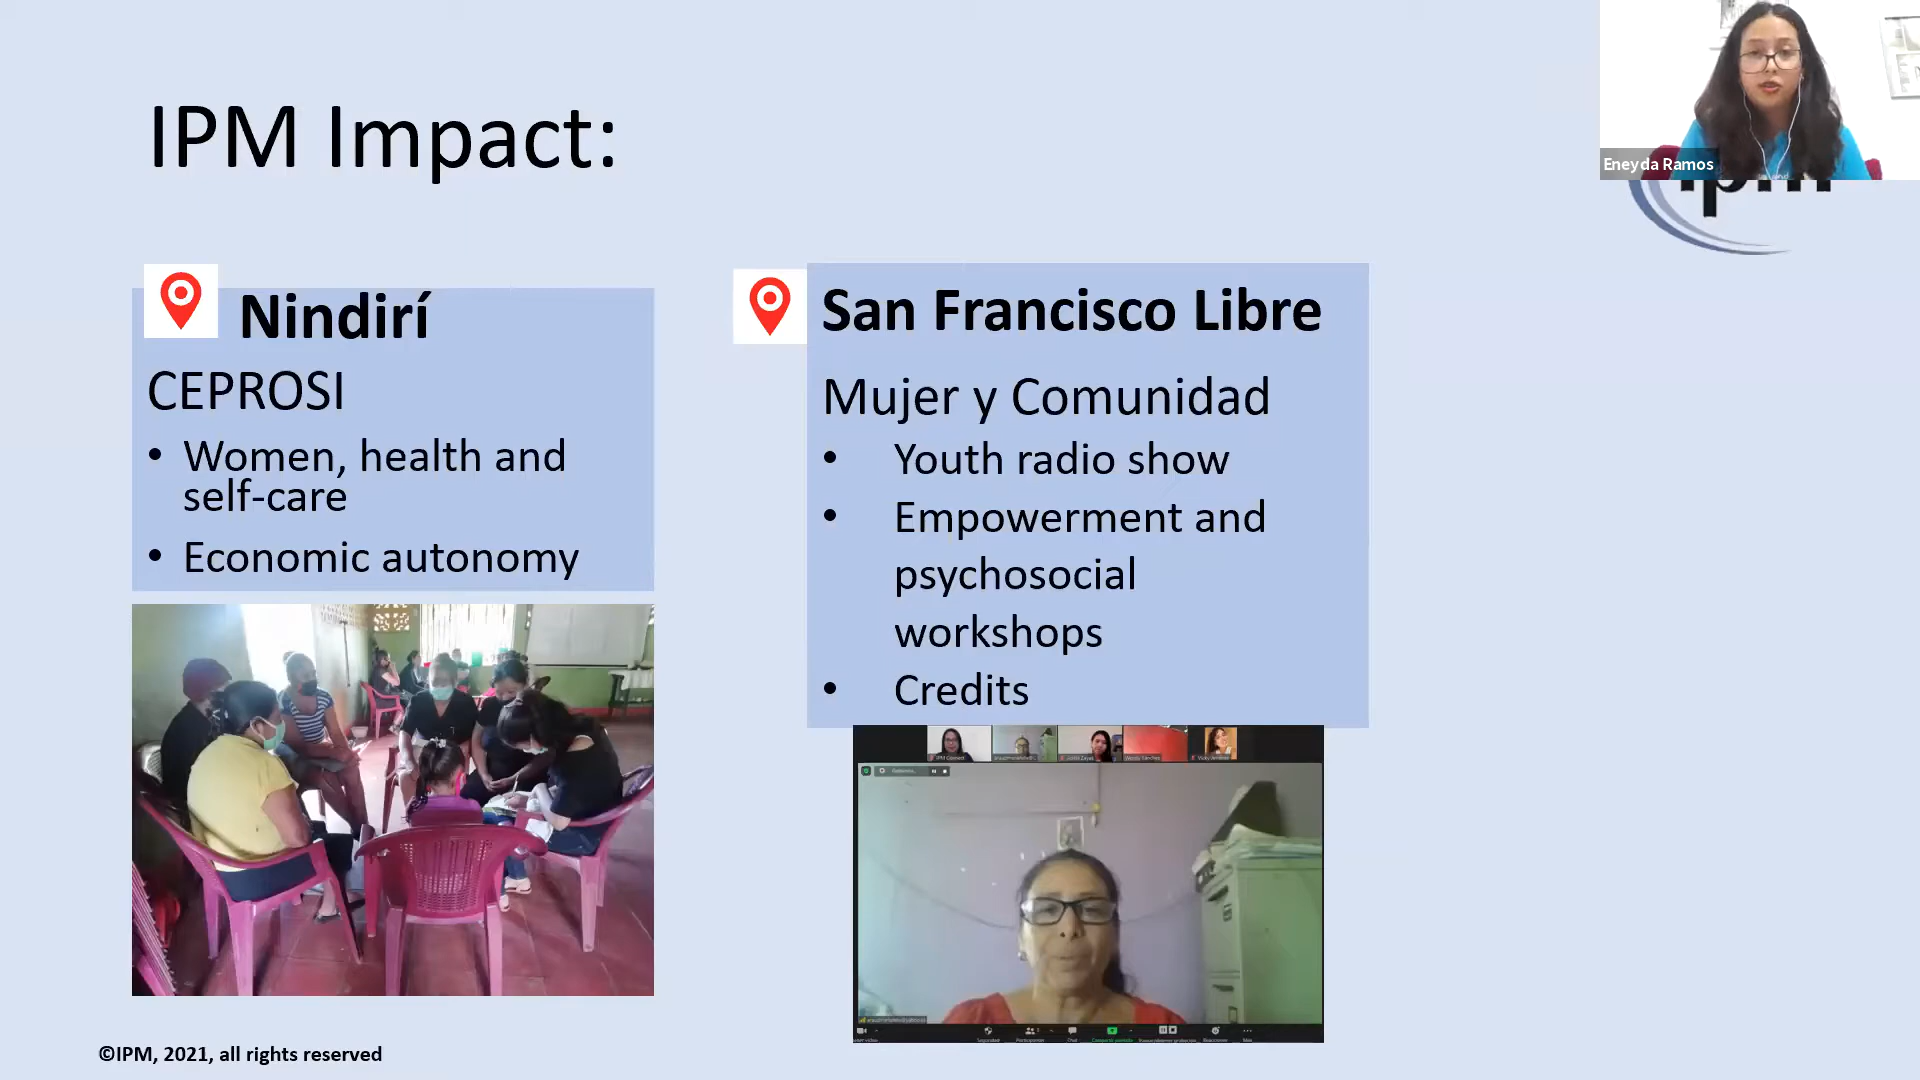 IPM Impact:
Eneyda Ramos
ipm
Nindirí
CEPROSI
• Women, health and
self-care
• Economic autonomy
San Francisco Libre
Mujer y Comunidad
• Youth radio show
• Empowerment and
psychosocial
workshops
• Credits
©IPM, 2021, all rights reserved